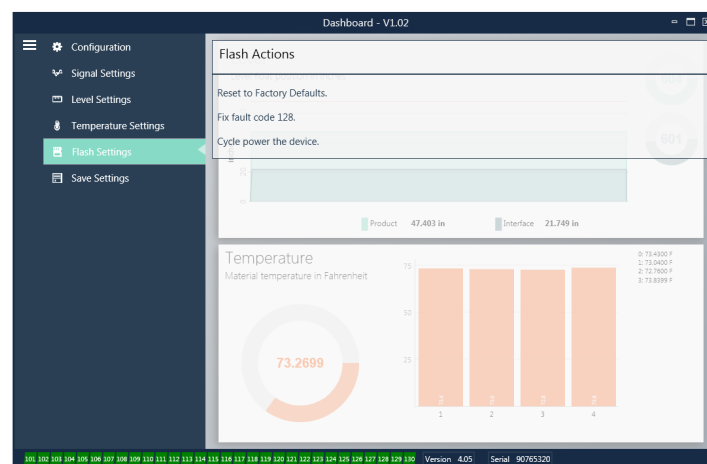 Dashboard - V1.02
Configuration
Signal Settings
Level Settings
Temperature Settings
Flash Settings
Save Settings
Flash Actions
Reset to Factory Defaults.
Fix fault code 128.
Cycle power the device.
601
75
Product 47.403 in Interface 21.749 in
Temperature
Material temperature in Fahrenheit
73.2699
75
50
25
1 2 3 4
0: 73.4300 F
1: 73.0400 F
2: 72.7600 F
3: 73.8399 F
101 102 103 104 105 106 107 108 109 110 111 112 113 114 115 116 117 118 119 120 121 122 123 124 125 126 127 128 129 130 Version 4.05 Serial 90765320